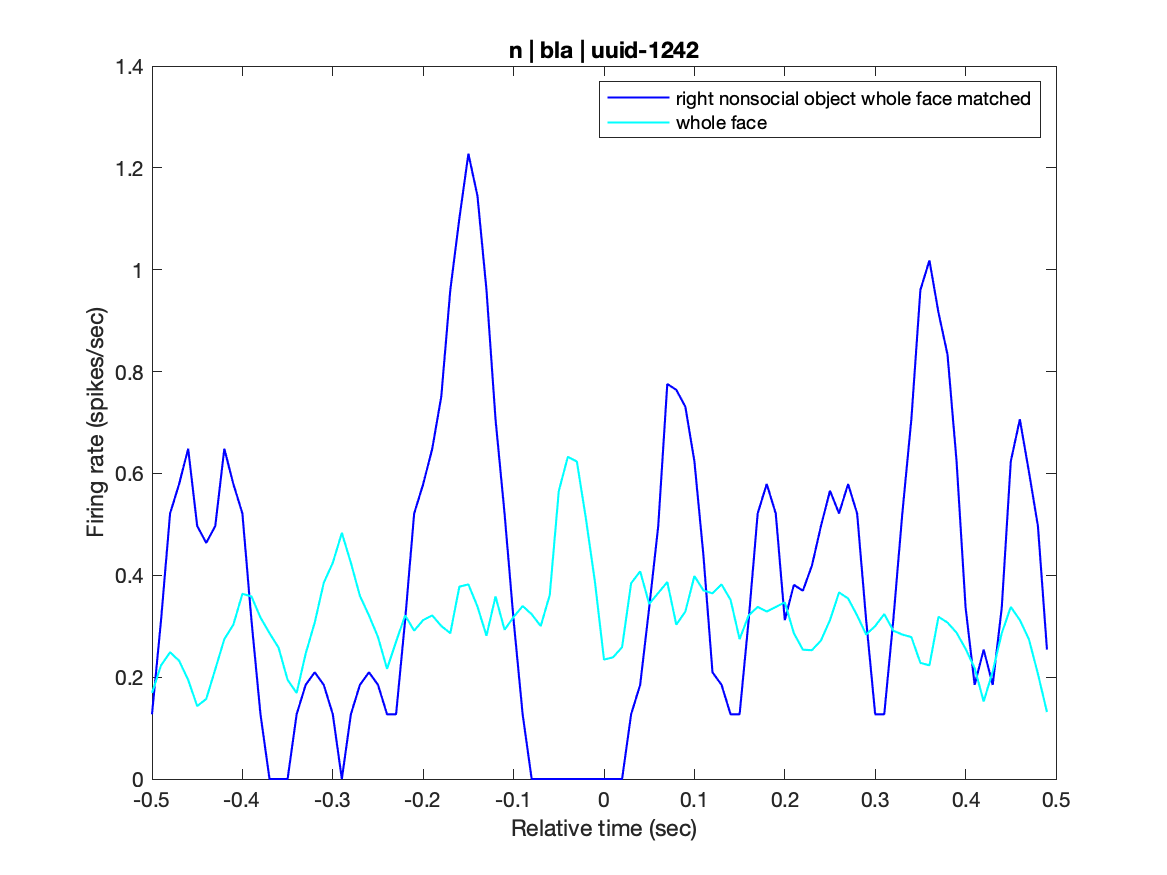 n | bla | uuid-1242
right nonsocial object whole face matched
whole face
Firing rate (spikes/sec)
1.4
1.2
1
0.8
0.6
0.4
0.2
0
-0.5 -0.4 -0.3 -0.2 -0.1 0 0.1 0.2 0.3 0.4 0.5
Relative time (sec)